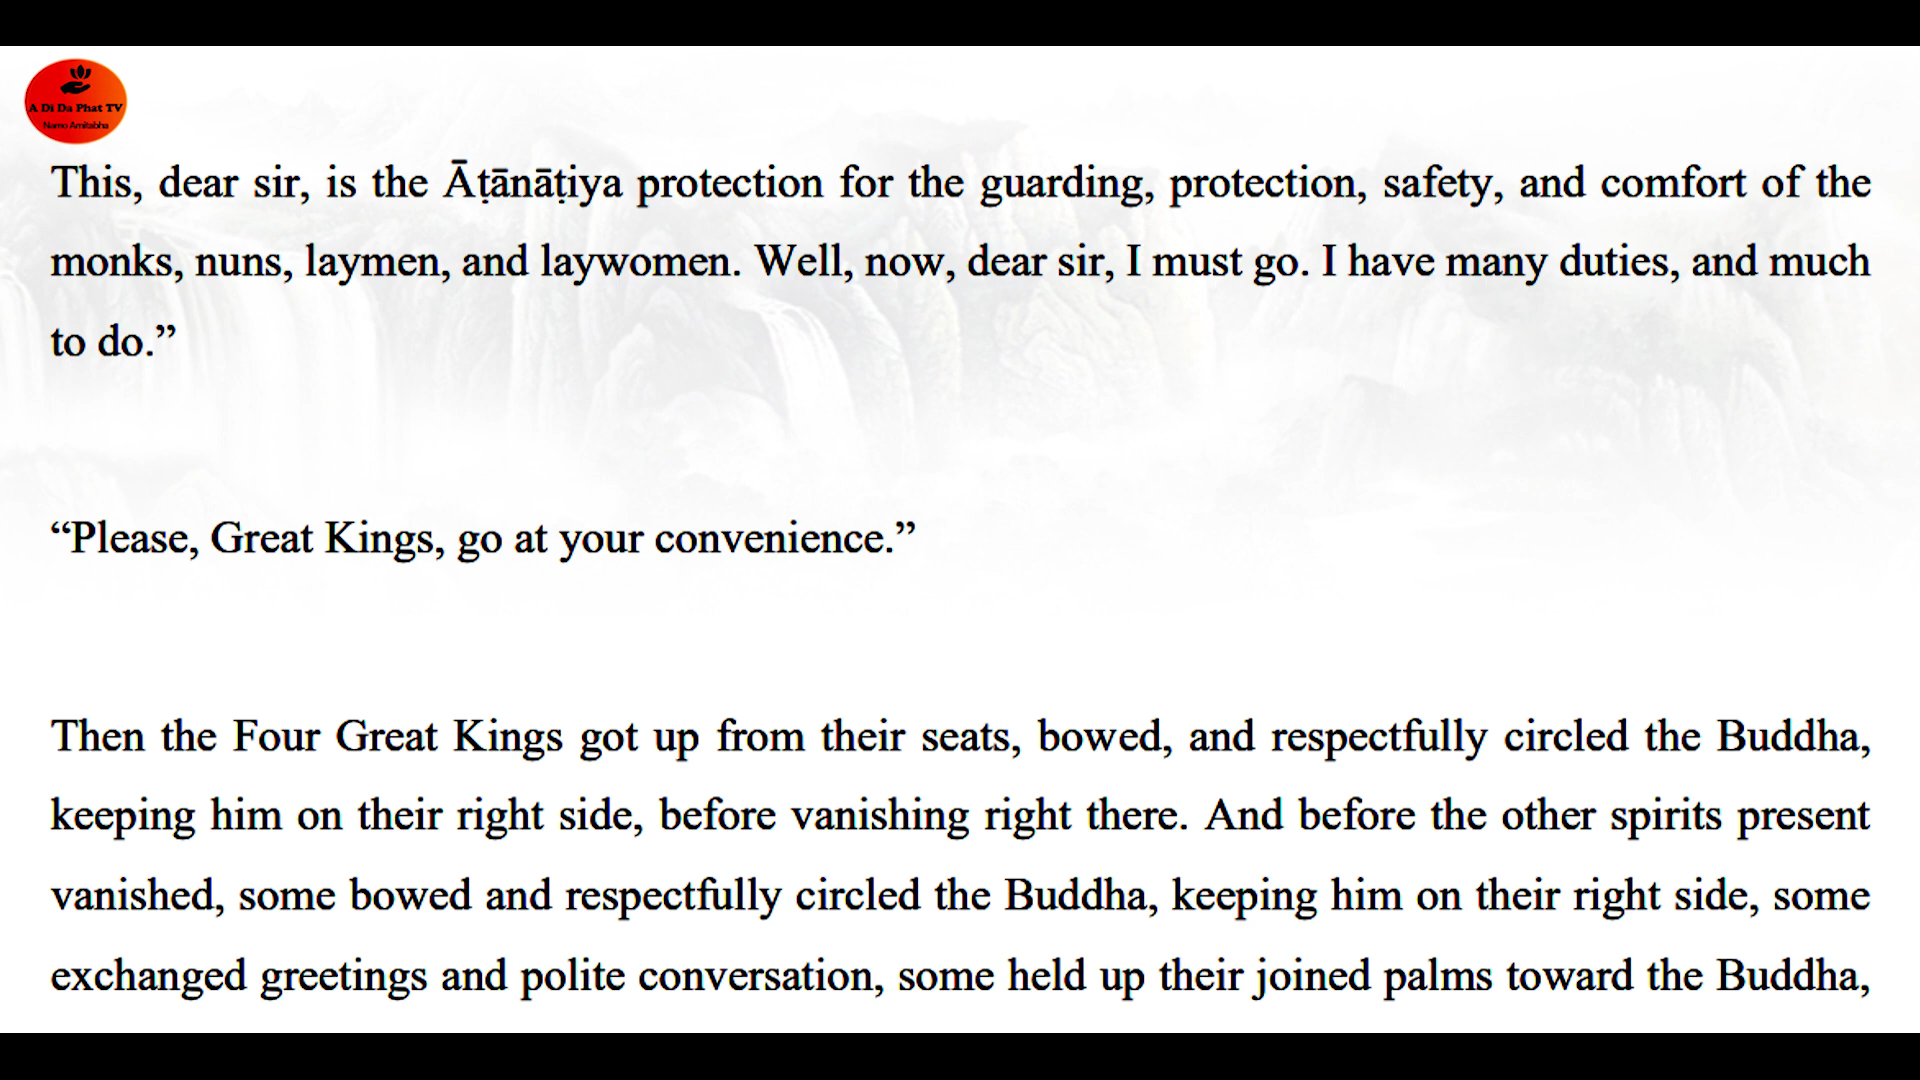 A Di Da Phat TV
Namo Amitabha
This, dear sir, is the Āṭānāṭiya protection for the guarding, protection, safety, and comfort of the
monks, nuns, laymen, and laywomen. Well, now, dear sir, I must go. I have many duties, and much
to do.”
“Please, Great Kings, go at your convenience.”
Then the Four Great Kings got up from their seats, bowed, and respectfully circled the Buddha,
keeping him on their right side, before vanishing right there. And before the other spirits present
vanished, some bowed and respectfully circled the Buddha, keeping him on their right side, some
exchanged greetings and polite conversation, some held up their joined palms toward the Buddha,